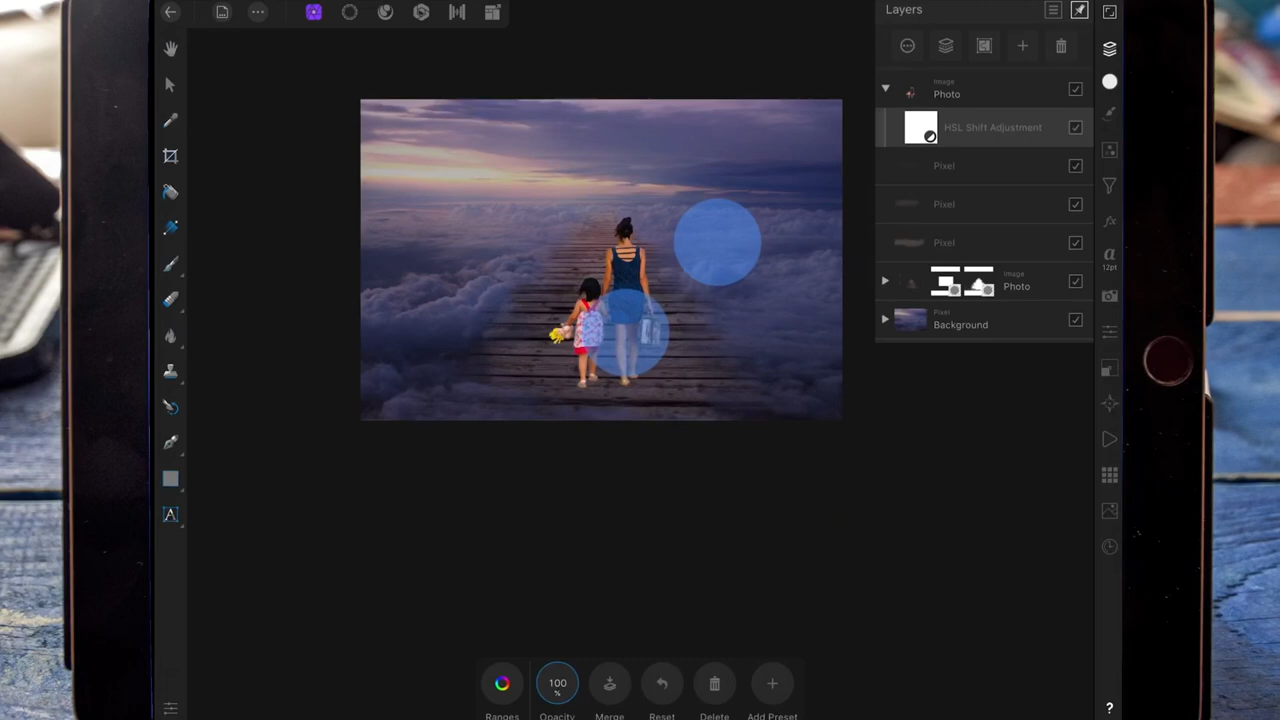 Layers
Image
Photo
HSL Shift Adjustment
Pixel
Pixel
Pixel
Image
Photo
Pixel
Background
A
a
12pt
fx
100
%
Ranges
Opacity
Merge
Reset
Delete
Add Preset
?